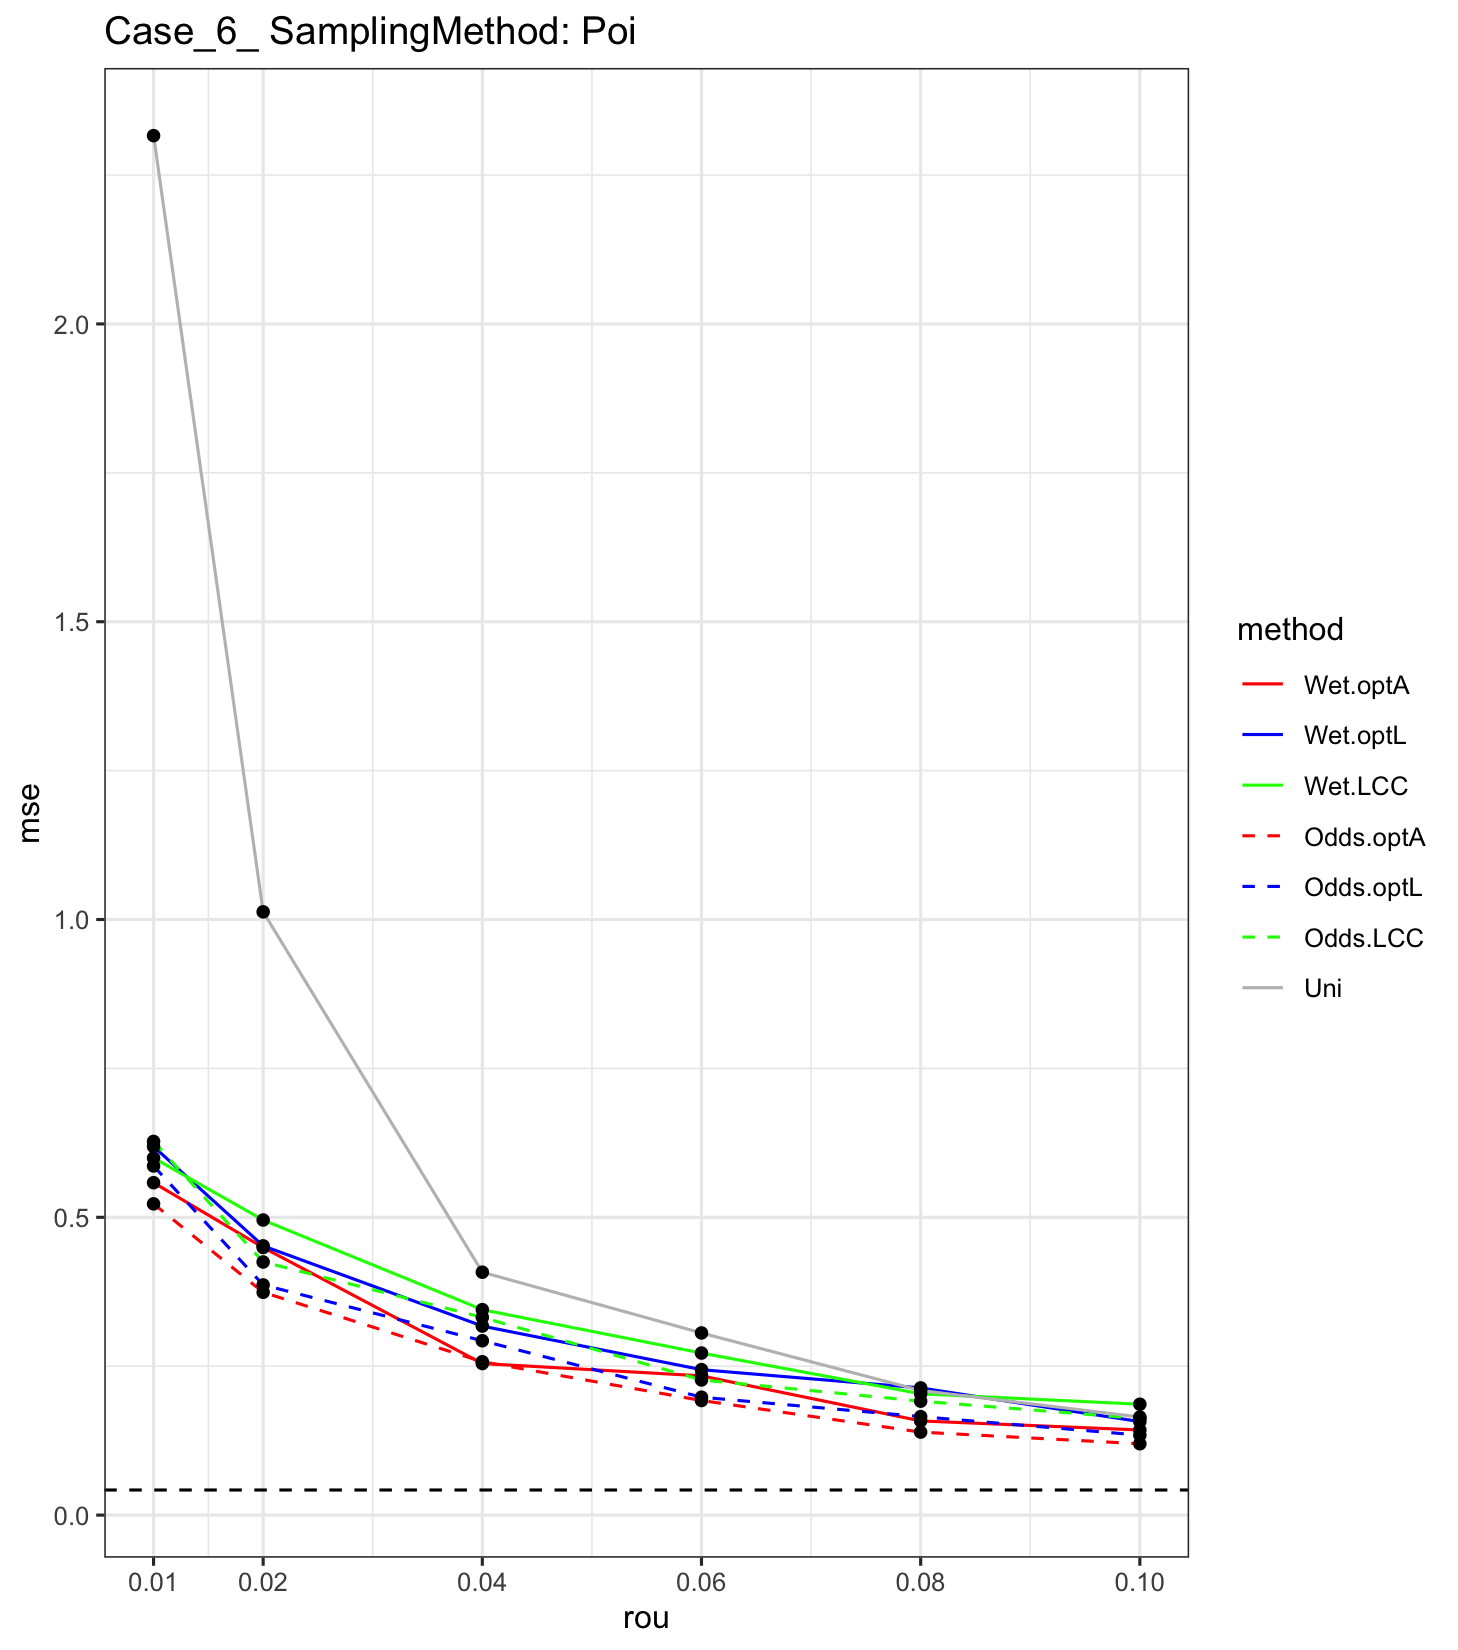 Case_6_ SamplingMethod: Poi
2.0
1.5
1.0
0.5
0.0
mse
0.01
0.02
0.04
0.06
0.08
0.10
rou
method
Wet.optA
Wet.optL
Wet.LCC
Odds.optA
Odds.optL
Odds.LCC
Uni